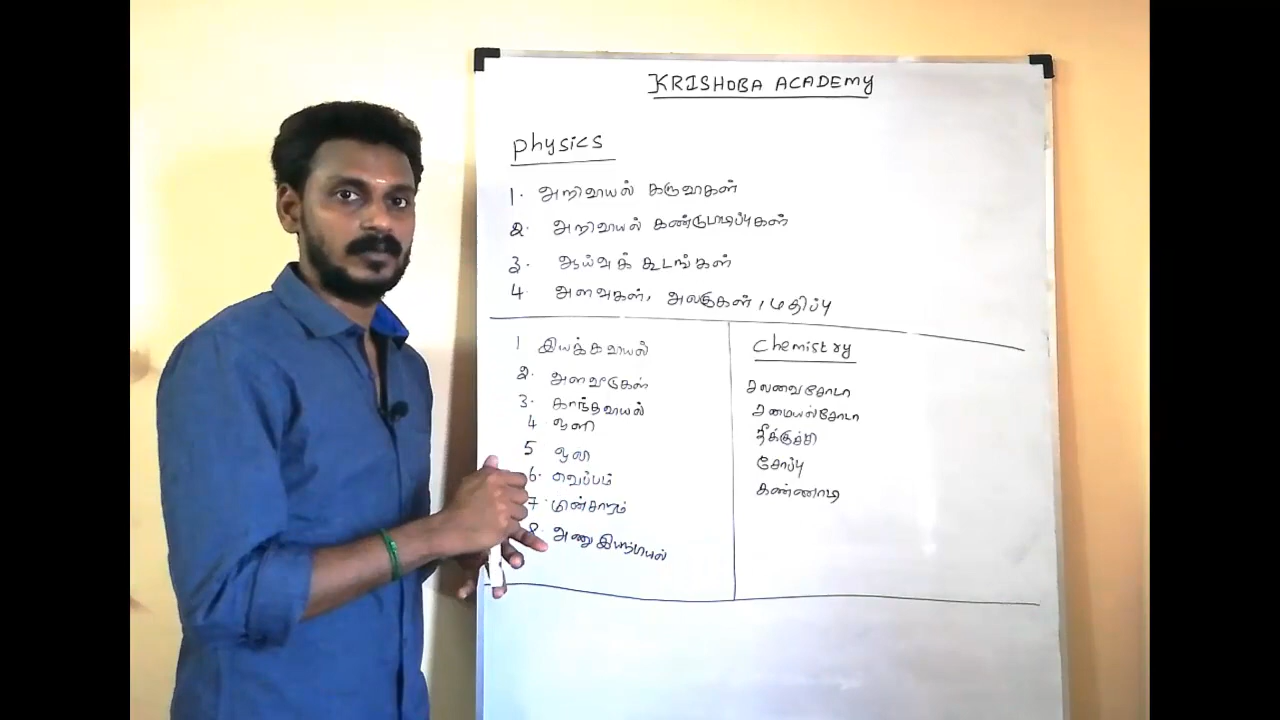 KRISHOBA ACADEMY
Physics
1. அறிவியல் கருவிகள்
2. அறிவியல் கண்டுபிடிப்புகள்
3. ஆய்வுக் கூடங்கள்
4 அளவுகள், அலகுகள், மதிப்பு
1 இயக்கவியல்
2. அளவீடுகள்
3. காந்தவியல்
4 ஒளி
5 ஒலி
6. வெப்பம்
7. மின்சாரம்
8. அணு இயற்பியல்
Chemistry
சலவை சோடா
சமையல் சோடா
தீக்குச்சி
சோப்பு
கண்ணாடி